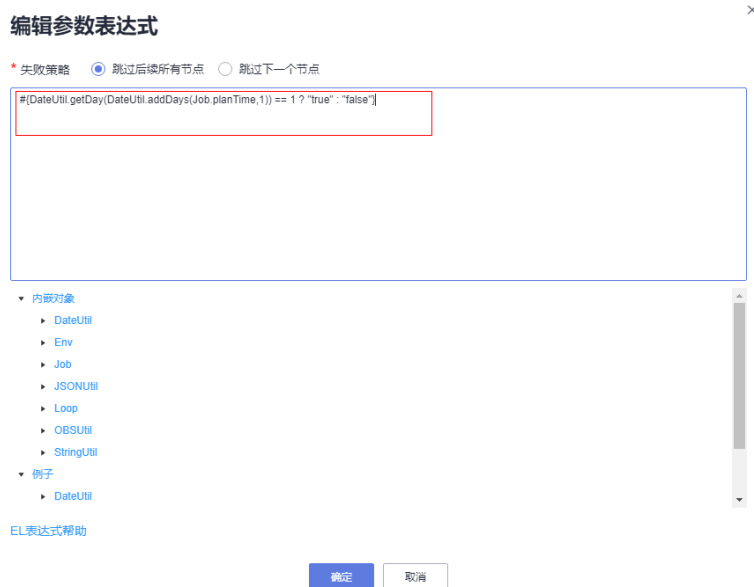 编辑参数表达式
* 失败策略 跳过后续所有节点 跳过下一个节点
#{DateUtil.getDay(DateUtil.addDays(Job.planTime,1)) == 1 ? "true" : "false"}
内嵌对象
DateUtil
Env
Job
JSONUtil
Loop
OBSUtil
StringUtil
例子
DateUtil
EL表达式帮助
确定 取消